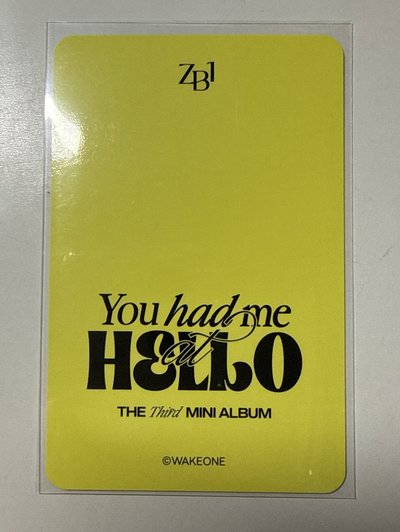 ZB1
You had me
at
HELLO
THE Third MINI ALBUM
©WAKEONE